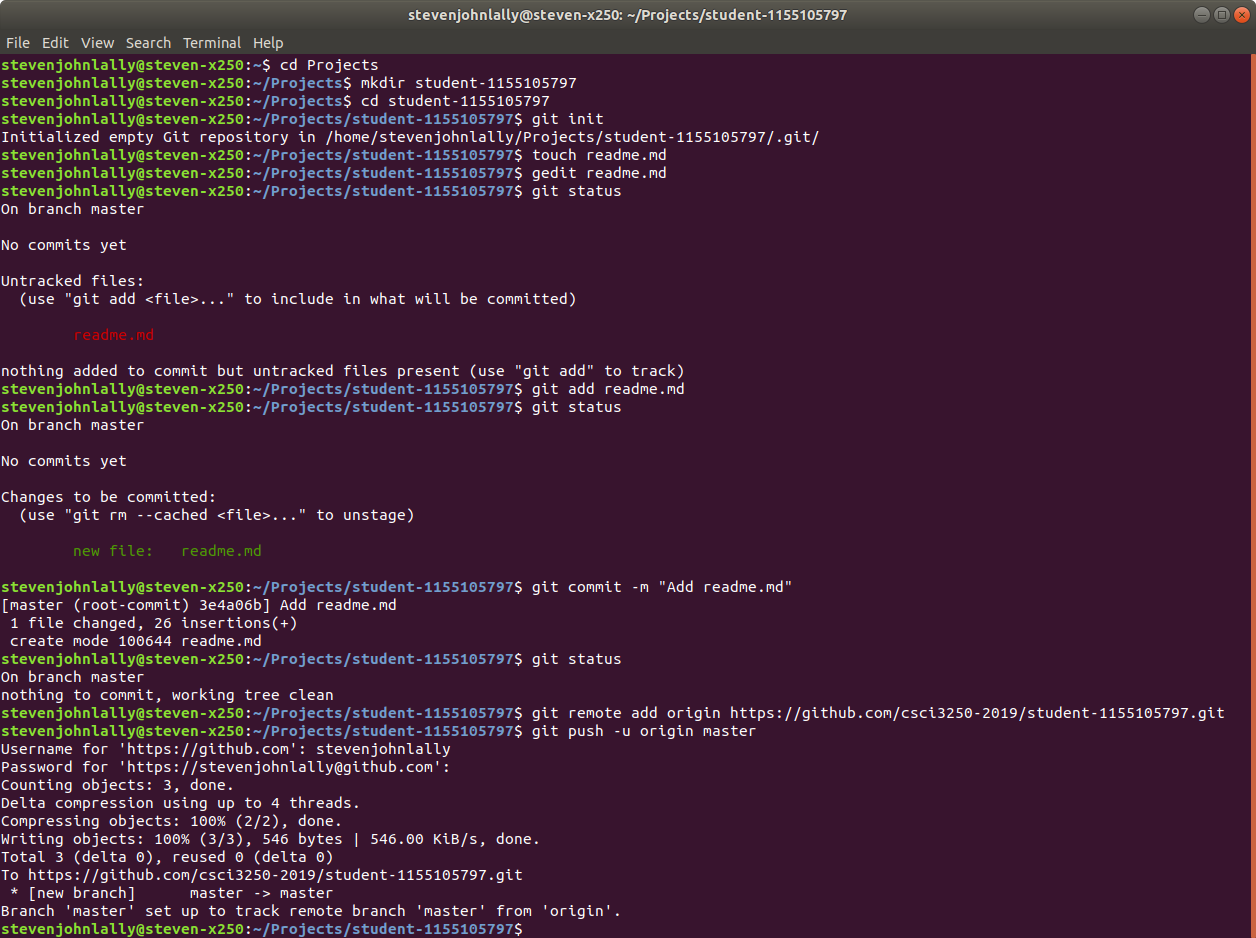 stevenjohnlally@steven-x250: ~/Projects/student-1155105797
File Edit View Search Terminal Help
stevenjohnlally@steven-x250:~$ cd Projects
stevenjohnlally@steven-x250:~/Projects$ mkdir student-1155105797
stevenjohnlally@steven-x250:~/Projects$ cd student-1155105797
stevenjohnlally@steven-x250:~/Projects/student-1155105797$ git init
Initialized empty Git repository in /home/stevenjohnlally/Projects/student-1155105797/.git/
stevenjohnlally@steven-x250:~/Projects/student-1155105797$ touch readme.md
stevenjohnlally@steven-x250:~/Projects/student-1155105797$ gedit readme.md
stevenjohnlally@steven-x250:~/Projects/student-1155105797$ git status
On branch master

No commits yet

Untracked files:
  (use "git add <file>..." to include in what will be committed)

        readme.md

nothing added to commit but untracked files present (use "git add" to track)
stevenjohnlally@steven-x250:~/Projects/student-1155105797$ git add readme.md
stevenjohnlally@steven-x250:~/Projects/student-1155105797$ git status
On branch master

No commits yet

Changes to be committed:
  (use "git rm --cached <file>..." to unstage)

        new file:   readme.md

stevenjohnlally@steven-x250:~/Projects/student-1155105797$ git commit -m "Add readme.md"
[master (root-commit) 3e4a06b] Add readme.md
 1 file changed, 26 insertions(+)
 create mode 100644 readme.md
stevenjohnlally@steven-x250:~/Projects/student-1155105797$ git status
On branch master
nothing to commit, working tree clean
stevenjohnlally@steven-x250:~/Projects/student-1155105797$ git remote add origin https://github.com/csci3250-2019/student-1155105797.git
stevenjohnlally@steven-x250:~/Projects/student-1155105797$ git push -u origin master
Username for 'https://github.com': stevenjohnlally
Password for 'https://stevenjohnlally@github.com':
Counting objects: 3, done.
Delta compression using up to 4 threads.
Compressing objects: 100% (2/2), done.
Writing objects: 100% (3/3), 546 bytes | 546.00 KiB/s, done.
Total 3 (delta 0), reused 0 (delta 0)
To https://github.com/csci3250-2019/student-1155105797.git
 * [new branch]      master -> master
Branch 'master' set up to track remote branch 'master' from 'origin'.
stevenjohnlally@steven-x250:~/Projects/student-1155105797$